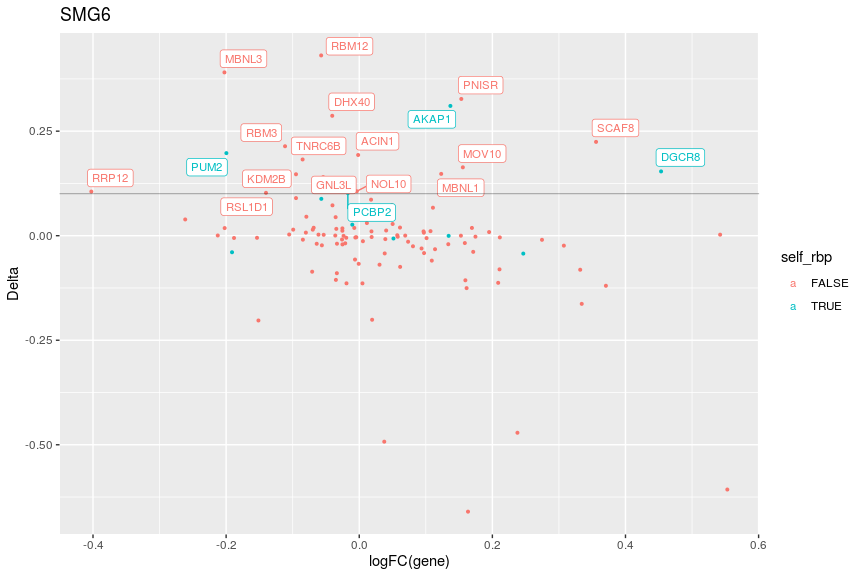 SMG6
RBM12
MBNL3
PNISR
DHX40
AKAP1
SCAF8
RBM3
ACIN1
TNRC6B
MOV10
DGCR8
PUM2
RRP12
KDM2B
GNL3L
NOL10
MBNL1
RSL1D1
PCBP2
0.25
0.00
-0.25
-0.50
Delta
-0.4
-0.2
0.0
0.2
0.4
0.6
logFC(gene)
self_rbp
a FALSE
a TRUE